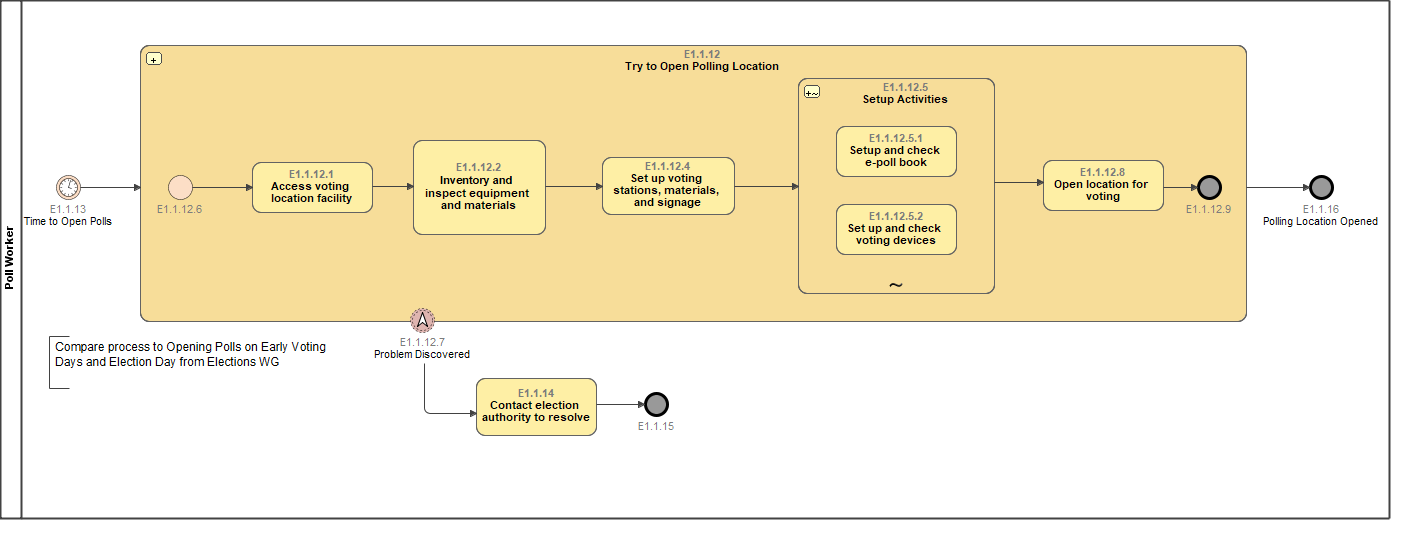 Poll Worker
E1.1.13
Time to Open Polls
E1.1.12
Try to Open Polling Location
E1.1.12.6
E1.1.12.1
Access voting
location facility
E1.1.12.2
Inventory and
inspect equipment
and materials
E1.1.12.4
Set up voting
stations, materials,
and signage
E1.1.12.5
Setup Activities
E1.1.12.5.1
Setup and check
e-poll book
E1.1.12.5.2
Set up and check
voting devices
E1.1.12.8
Open location for
voting
E1.1.12.9
E1.1.16
Polling Location Opened
E1.1.12.7
Problem Discovered
Compare process to Opening Polls on Early Voting
Days and Election Day from Elections WG
E1.1.14
Contact election
authority to resolve
E1.1.15